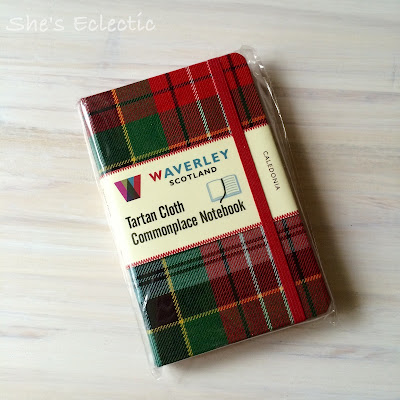 She's Eclectic
WAVERLEY
SCOTLAND
Tartan Cloth
Commonplace Notebook
CALEDONIA